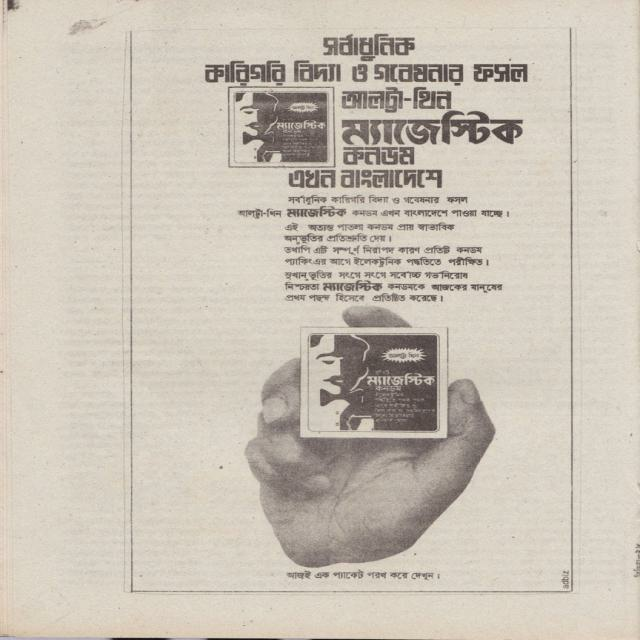 সর্বাধুনিক
কারিগরি বিদ্যা ও গবেষনার ফসল
আলট্রা-থিন
ম্যাজেস্টিক
কনডম
এখন বাংলাদেশে
ম্যাজেস্টিক
সর্বাধুনিক কারিগরি বিদ্যা ও গবেষনার ফসল
আলট্রা-থিন ম্যাজেস্টিক কনডম এখন বাংলাদেশে পাওয়া যাচ্ছে।
এই অত্যন্ত পাতলা কনডম প্রায় স্বাভাবিক
অনুভূতির প্রতিশ্রুতি দেয়।
তথাপি এটি সম্পূর্ণ নিরাপদ কারণ প্রতিটি কনডম
প্যাকিংএর আগে ইলেকট্রনিক পদ্ধতিতে পরীক্ষিত।
সুখানুভূতির সংগে সংগে সর্বোচ্চ গর্ভনিরোধ
নিশ্চয়তা ম্যাজেস্টিক কনডমকে আজকের মানুষের
প্রথম পছন্দ হিসেবে প্রতিষ্ঠিত করেছে।
আলট্রা থিন
ম্যাজেস্টিক
কনডম
আজই এক প্যাকেট পরখ করে দেখুন।